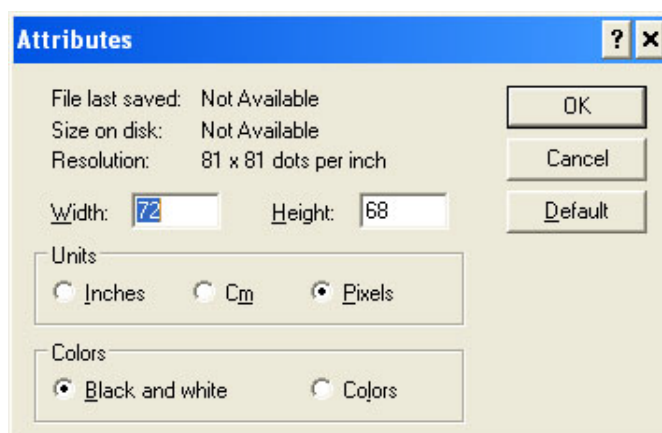 Attributes ?
File last saved: Not Available
Size on disk: Not Available
Resolution: 81 x 81 dots per inch
OK
Cancel
Default
Width: 72 Height: 68
Units
Inches Cm Pixels
Colors
Black and white Colors